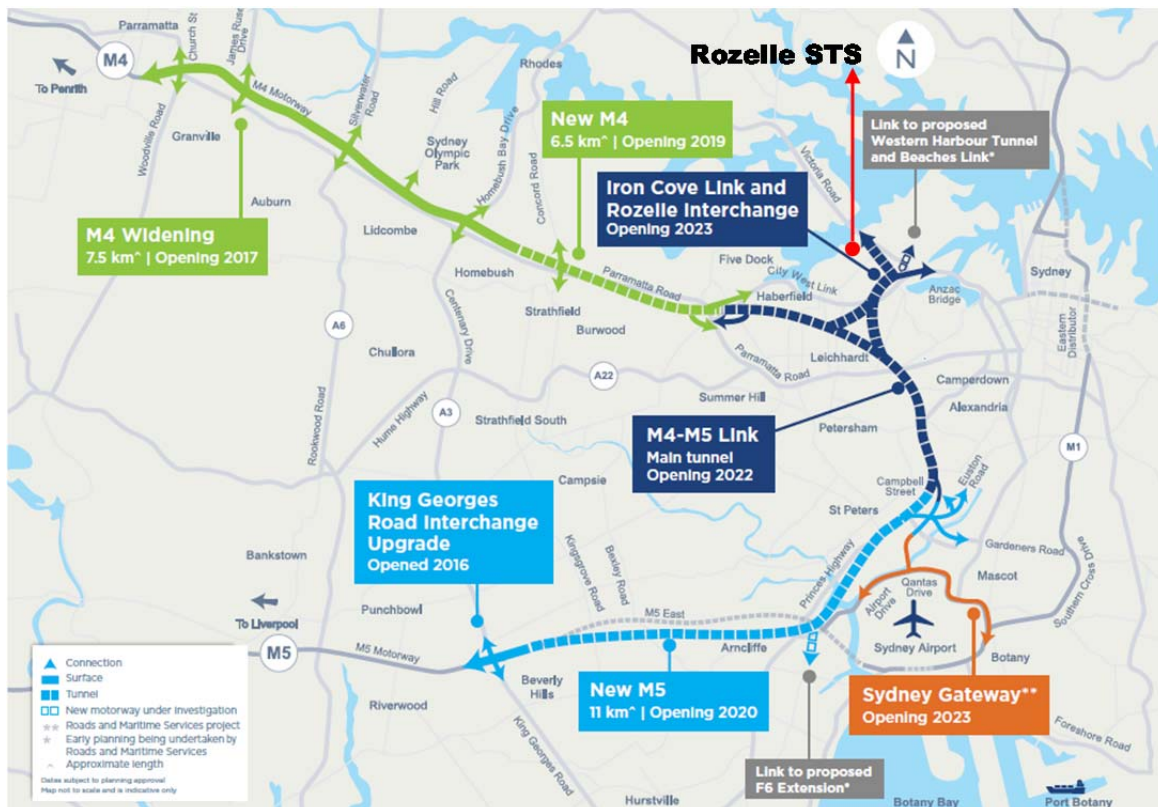 Parramatta
Church St
James Ruse
Drive
M4
To Penrith
Woodville Road
Granville
M4 Motorway
Silverwater
Road
Hill Road
Rhodes
Sydney
Olympic
Park
Homebush Bay Drive
Concord Road
New M4
6.5 km^ | Opening 2019
Rozelle STS
N
Victoria Road
Link to proposed
Western Harbour Tunnel
and Beaches Link*
Iron Cove Link and
Rozelle Interchange
Opening 2023
Auburn
M4 Widening
7.5 km^ | Opening 2017
Lidcombe
Homebush
Parramatta Road
Five Dock
City West Link
Haberfield
Anzac
Bridge
Sydney
Eastern
Distributor
Strathfield
Burwood
Centenary Drive
A6
Chullora
Parramatta Road
Leichhardt
A22
Summer Hill
Camperdown
Alexandria
Rookwood Road
Hume Highway
A3
Strathfield South
M4-M5 Link
Main tunnel
Opening 2022
Petersham
M1
Campbell
Street
Euston
Road
St Peters
Campsie
King Georges
Road Interchange
Upgrade
Opened 2016
Kingsgrove Road
Bexley Road
Princes Highway
Gardeners Road
Mascot
Southern Cross Drive
Qantas
Drive
Airport
Drive
Bankstown
Punchbowl
To Liverpool
M5
M5 Motorway
M5 East
Arncliffe
Sydney Airport
Botany
Beverly
Hills
Riverwood
King Georges Road
New M5
11 km^ | Opening 2020
Sydney Gateway**
Opening 2023
Foreshore Road
Link to proposed
F6 Extension*
Hurstville
Botany Bay
Port Botany
Connection
Surface
Tunnel
New motorway under investigation
** Roads and Maritime Services project
* Early planning being undertaken by
Roads and Maritime Services
^ Approximate length
Dates subject to planning approval
Map not to scale and is indicative only